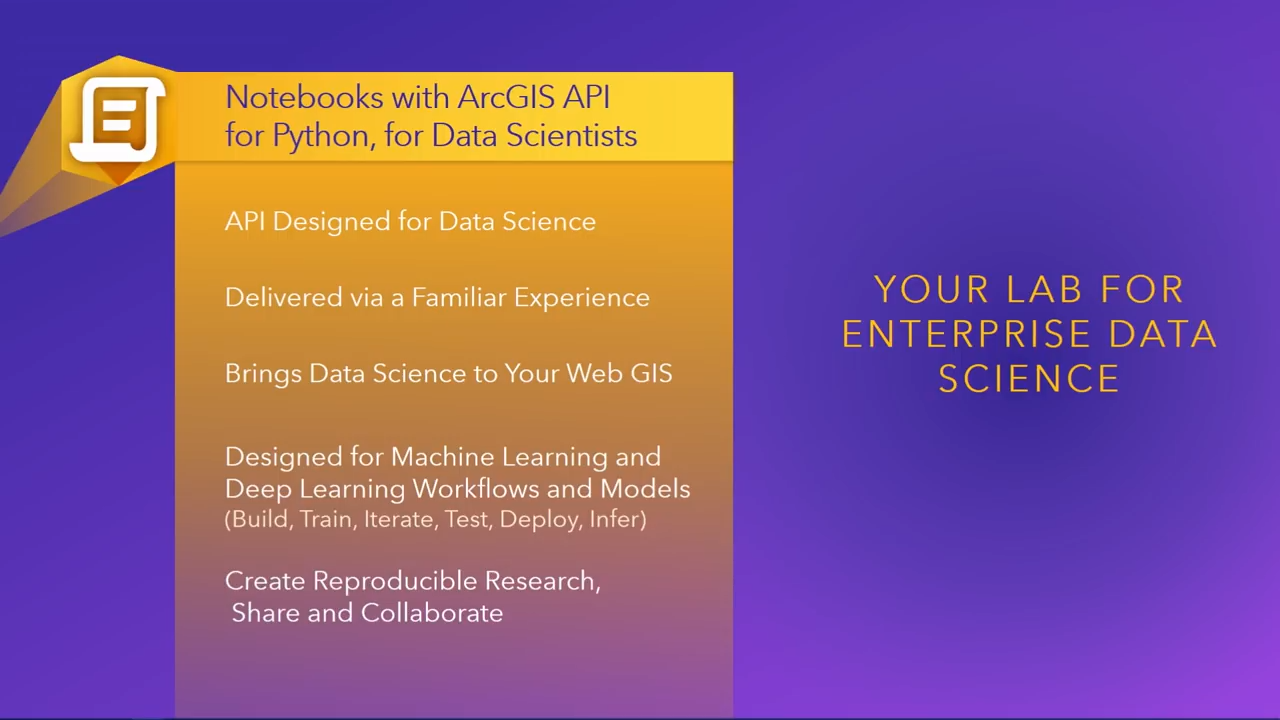 Notebooks with ArcGIS API
for Python, for Data Scientists
API Designed for Data Science
Delivered via a Familiar Experience
Brings Data Science to Your Web GIS
Designed for Machine Learning and
Deep Learning Workflows and Models
(Build, Train, Iterate, Test, Deploy, Infer)
Create Reproducible Research,
Share and Collaborate
YOUR LAB FOR
ENTERPRISE DATA
SCIENCE